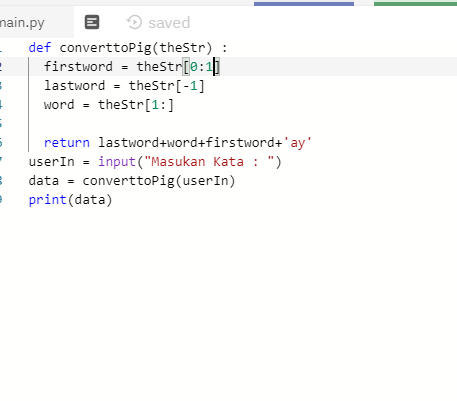 nain.py saved
def converttoPig(theStr) :
2 firstword = theStr[0:1]
3 lastword = theStr[-1]
4 word = theStr[1:]
5
6 return lastword+word+firstword+'ay'
7 userIn = input("Masukan Kata : ")
8 data = converttoPig(userIn)
9 print(data)